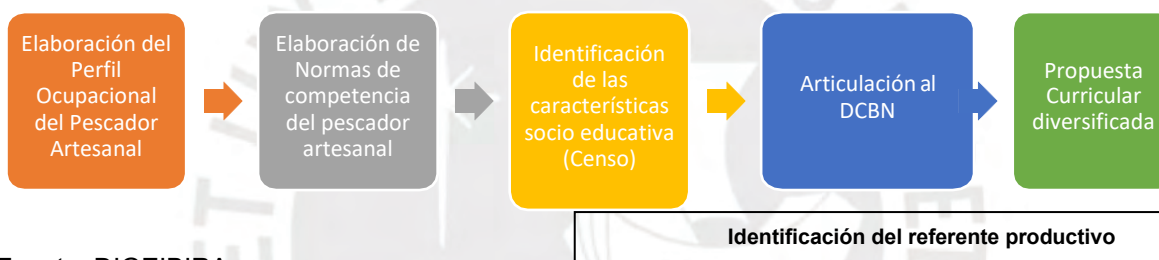 Elaboración del
Perfil
Ocupacional
del Pescador
Artesanal
Elaboración de
Normas de
competencia
del pescador
artesanal
Identificación
de las
características
socio educativa
(Censo)
Articulación al
DCBN
Propuesta
Curricular
diversificada
Identificación del referente productivo